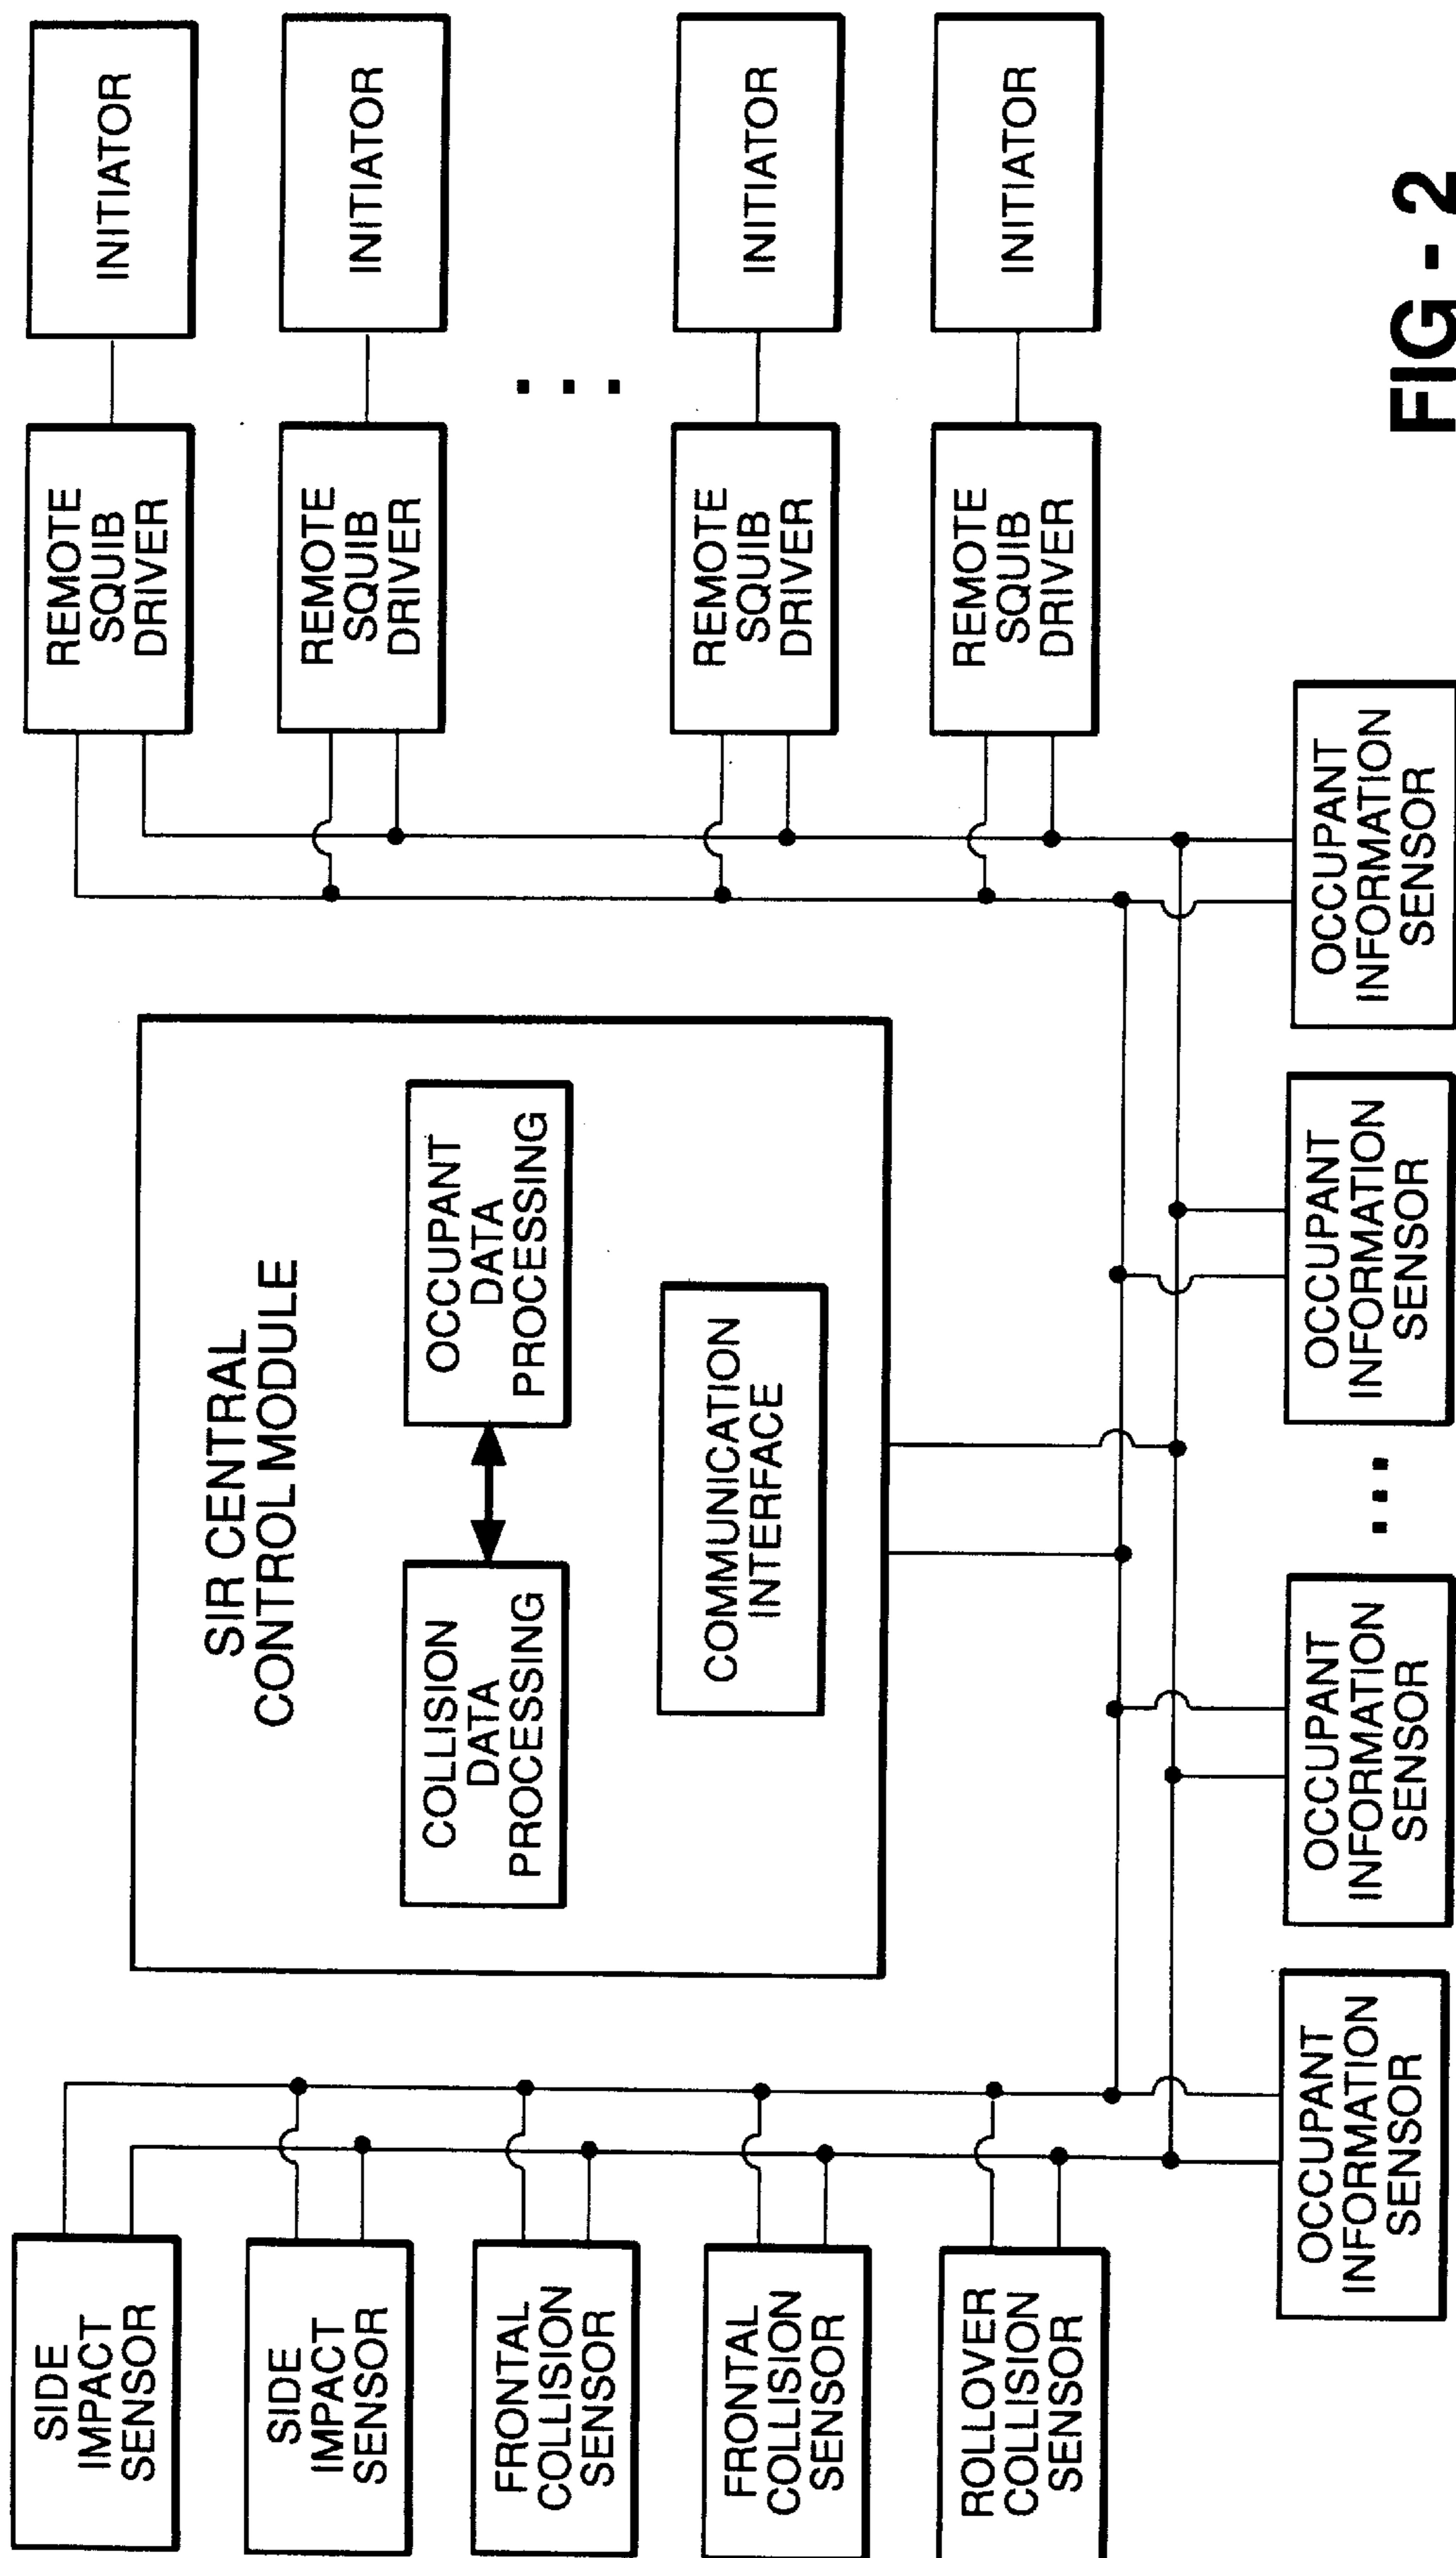 SIDE
IMPACT
SENSOR
SIDE
IMPACT
SENSOR
FRONTAL
COLLISION
SENSOR
FRONTAL
COLLISION
SENSOR
ROLLOVER
COLLISION
SENSOR
SIR CENTRAL
CONTROL MODULE
COLLISION
DATA
PROCESSING
OCCUPANT
DATA
PROCESSING
COMMUNICATION
INTERFACE
REMOTE
SQUIB
DRIVER
INITIATOR
REMOTE
SQUIB
DRIVER
INITIATOR
...
REMOTE
SQUIB
DRIVER
INITIATOR
REMOTE
SQUIB
DRIVER
INITIATOR
OCCUPANT
INFORMATION
SENSOR
OCCUPANT
INFORMATION
SENSOR
...
OCCUPANT
INFORMATION
SENSOR
OCCUPANT
INFORMATION
SENSOR
FIG - 2